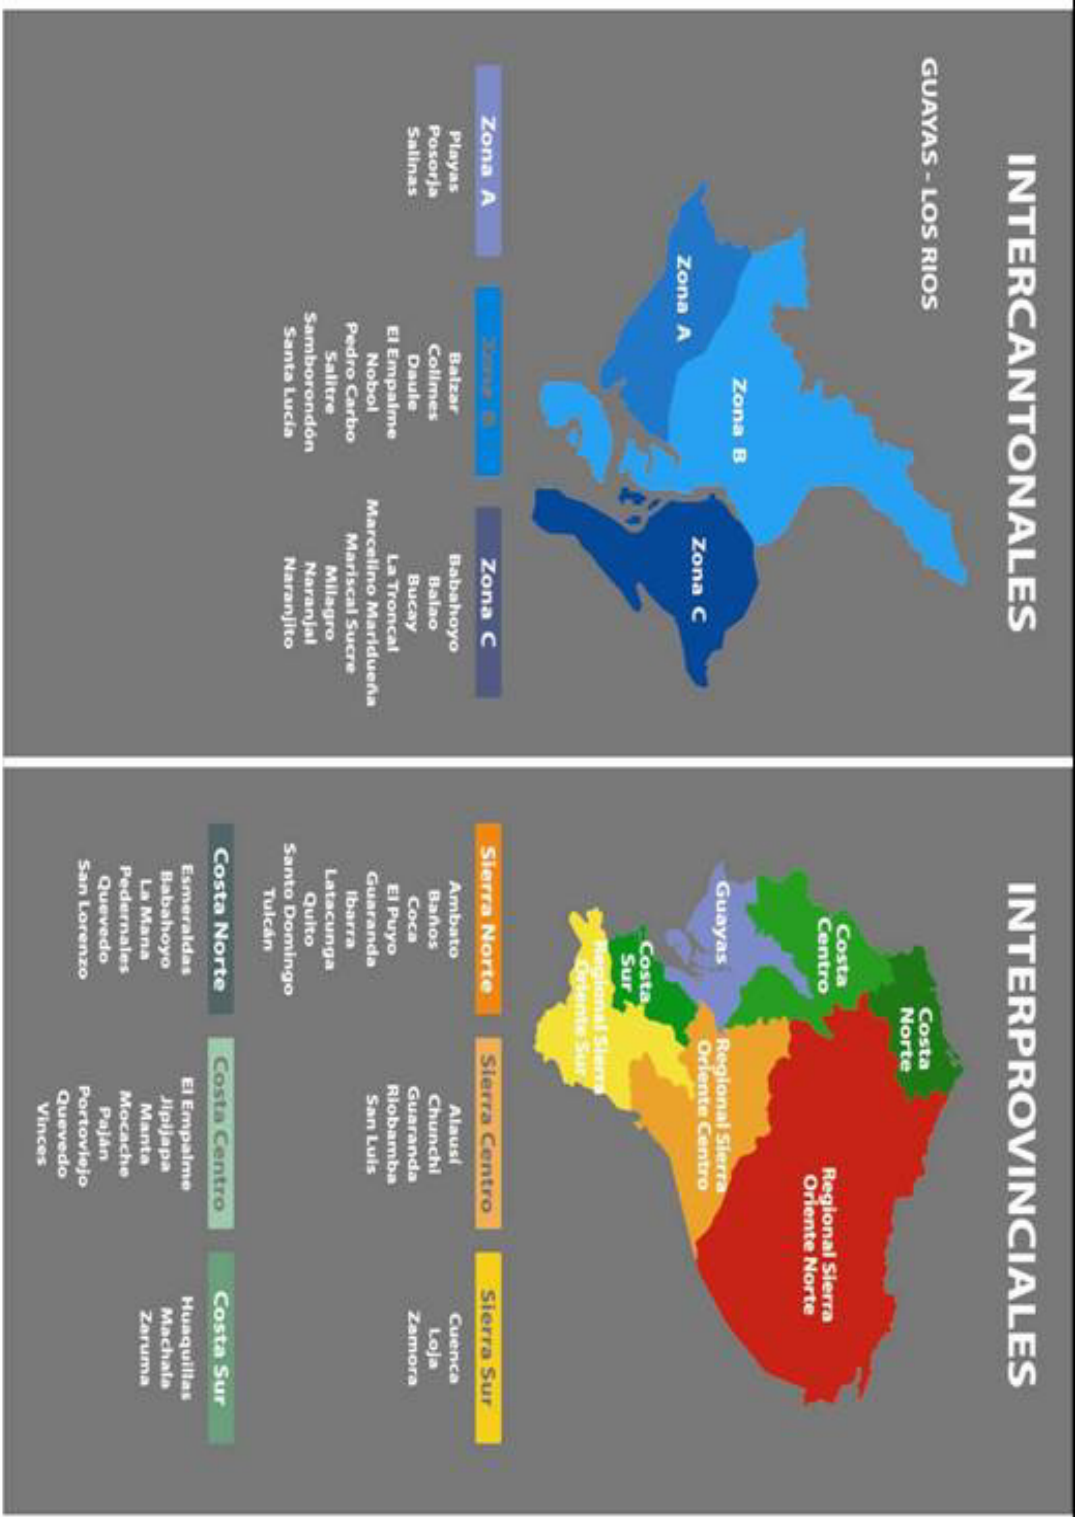 INTERCANTONALES
GUAYAS - LOS RIOS
Zona A
Zona B
Zona C
Zona A
Playas
Posorja
Salinas
Zona B
Balzar
Colimes
Daule
El Empalme
Nobol
Pedro Carbo
Salitre
Samborondón
Santa Lucía
Zona C
Babahoyo
Balao
Bucay
La Troncal
Marcelino Maridueña
Mariscal Sucre
Milagro
Naranjal
Naranjito
INTERPROVINCIALES
Costa
Norte
Costa
Centro
Regional Sierra
Oriente Norte
Guayas
Regional Sierra
Oriente Centro
Costa
Sur
Regional Sierra
Oriente Sur
Sierra Norte
Ambato
Baños
Coca
El Puyo
Guaranda
Ibarra
Latacunga
Quito
Santo Domingo
Tulcán
Sierra Centro
Alausí
Chunchi
Guaranda
Riobamba
San Luis
Sierra Sur
Cuenca
Loja
Zamora
Costa Norte
Esmeraldas
Babahoyo
La Mana
Pedernales
Quevedo
San Lorenzo
Costa Centro
El Empalme
Jipijapa
Manta
Mocache
Paján
Portoviejo
Quevedo
Vinces
Costa Sur
Huaquillas
Machala
Zaruma